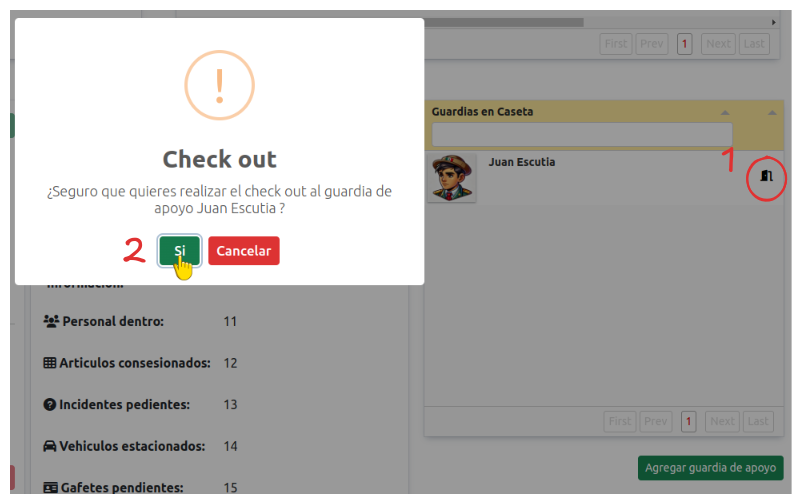 First Prev 1 Next Last
!
Check out
¿Seguro que quieres realizar el check out al guardia de
apoyo Juan Escutia ?
2 Si Cancelar
Guardias en Caseta
1
Juan Escutia
Información:
Personal dentro: 11
Articulos consesionados: 12
Incidentes pedientes: 13
Vehiculos estacionados: 14
Gafetes pendientes: 15
First Prev 1 Next Last
Agregar guardia de apoyo